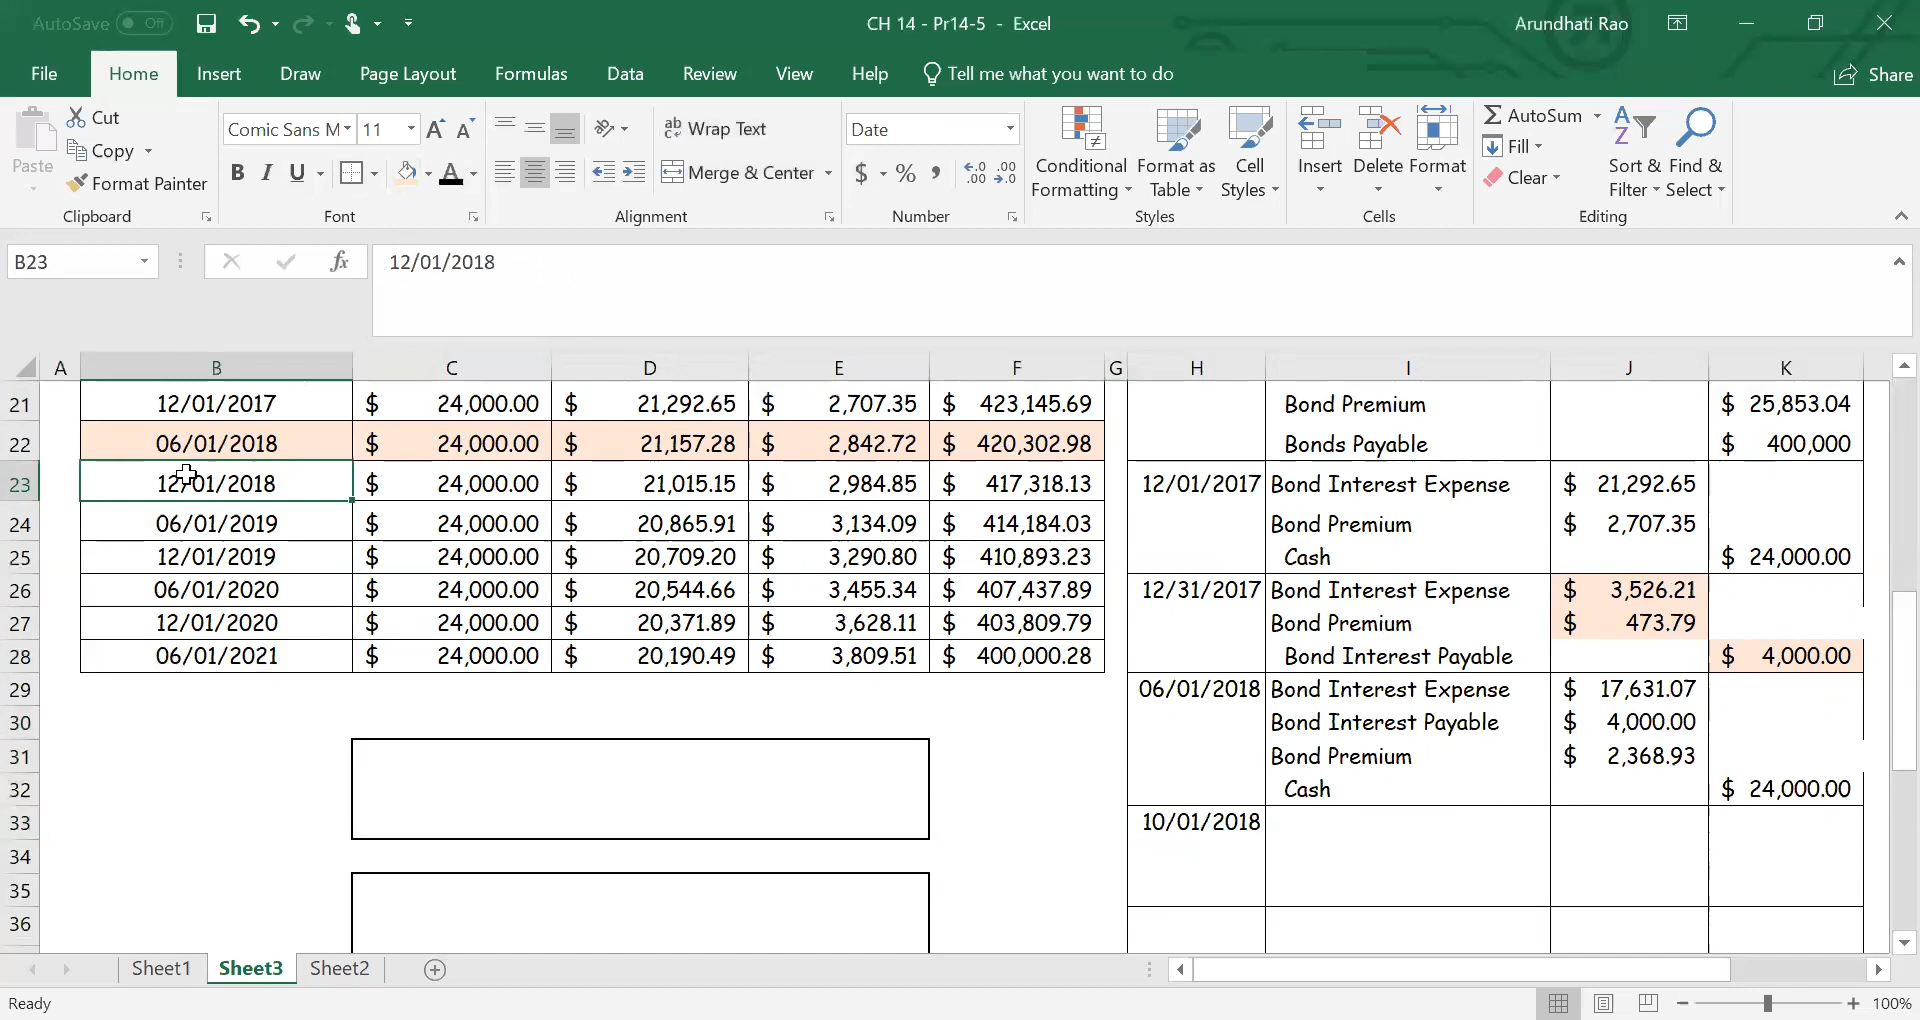 AutoSave Off
CH 14 - Pr14-5 - Excel
Arundhati Rao
File Home Insert Draw Page Layout Formulas Data Review View Help Tell me what you want to do Share
Paste
Cut
Copy
Format Painter
Clipboard
Comic Sans M 11
B I U
Font
Wrap Text
Merge & Center
Alignment
Date
$ % ,
Number
Conditional Formatting
Format as Table
Cell Styles
Styles
Insert Delete Format
Cells
AutoSum
Fill
Clear
Sort & Filter
Find & Select
Editing
B23 fx 12/01/2018
A B C D E F G H I J K
21 12/01/2017 $ 24,000.00 $ 21,292.65 $ 2,707.35 $ 423,145.69 Bond Premium $ 25,853.04
22 06/01/2018 $ 24,000.00 $ 21,157.28 $ 2,842.72 $ 420,302.98 Bonds Payable $ 400,000
23 12/01/2018 $ 24,000.00 $ 21,015.15 $ 2,984.85 $ 417,318.13 12/01/2017 Bond Interest Expense $ 21,292.65
24 06/01/2019 $ 24,000.00 $ 20,865.91 $ 3,134.09 $ 414,184.03 Bond Premium $ 2,707.35
25 12/01/2019 $ 24,000.00 $ 20,709.20 $ 3,290.80 $ 410,893.23 Cash $ 24,000.00
26 06/01/2020 $ 24,000.00 $ 20,544.66 $ 3,455.34 $ 407,437.89 12/31/2017 Bond Interest Expense $ 3,526.21
27 12/01/2020 $ 24,000.00 $ 20,371.89 $ 3,628.11 $ 403,809.79 Bond Premium $ 473.79
28 06/01/2021 $ 24,000.00 $ 20,190.49 $ 3,809.51 $ 400,000.28 Bond Interest Payable $ 4,000.00
29 06/01/2018 Bond Interest Expense $ 17,631.07
30 Bond Interest Payable $ 4,000.00
31 Bond Premium $ 2,368.93
32 Cash $ 24,000.00
33 10/01/2018
34
35
36
Sheet1 Sheet3 Sheet2
Ready 100%